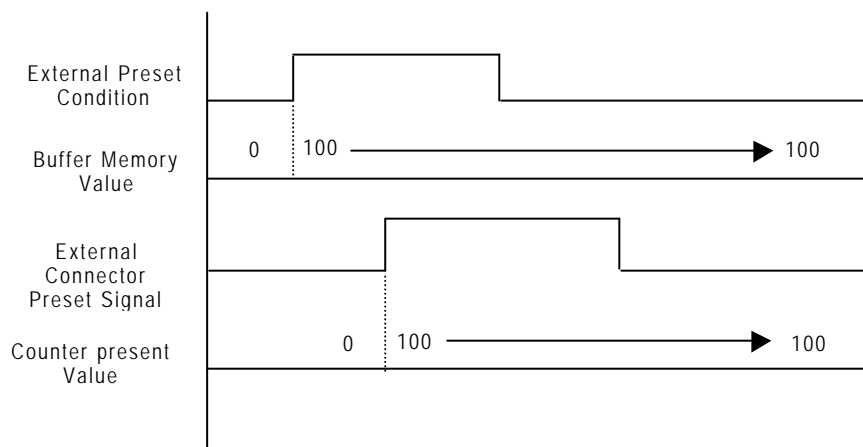 External Preset
Condition
0 100 100
Buffer Memory
Value
External
Connector
Preset Signal
0 100 100
Counter present
Value